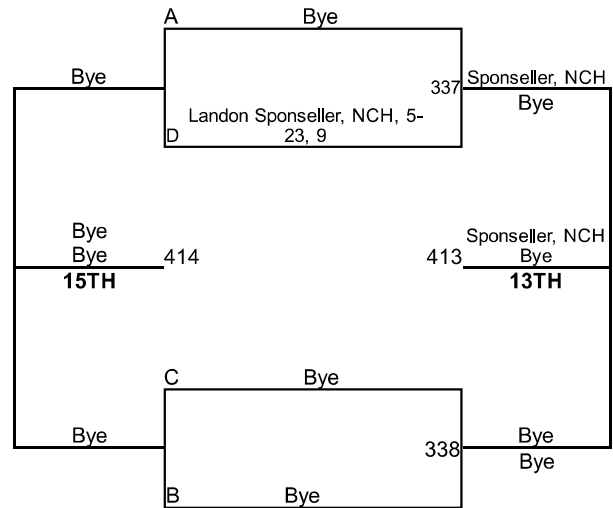 A Bye
Bye 337 Sponseller, NCH
Bye
Landon Sponseller, NCH, 5-
D 23, 9
Bye Sponseller, NCH
Bye 414 413 Bye
15TH 13TH
C Bye
Bye 338 Bye
Bye
B Bye